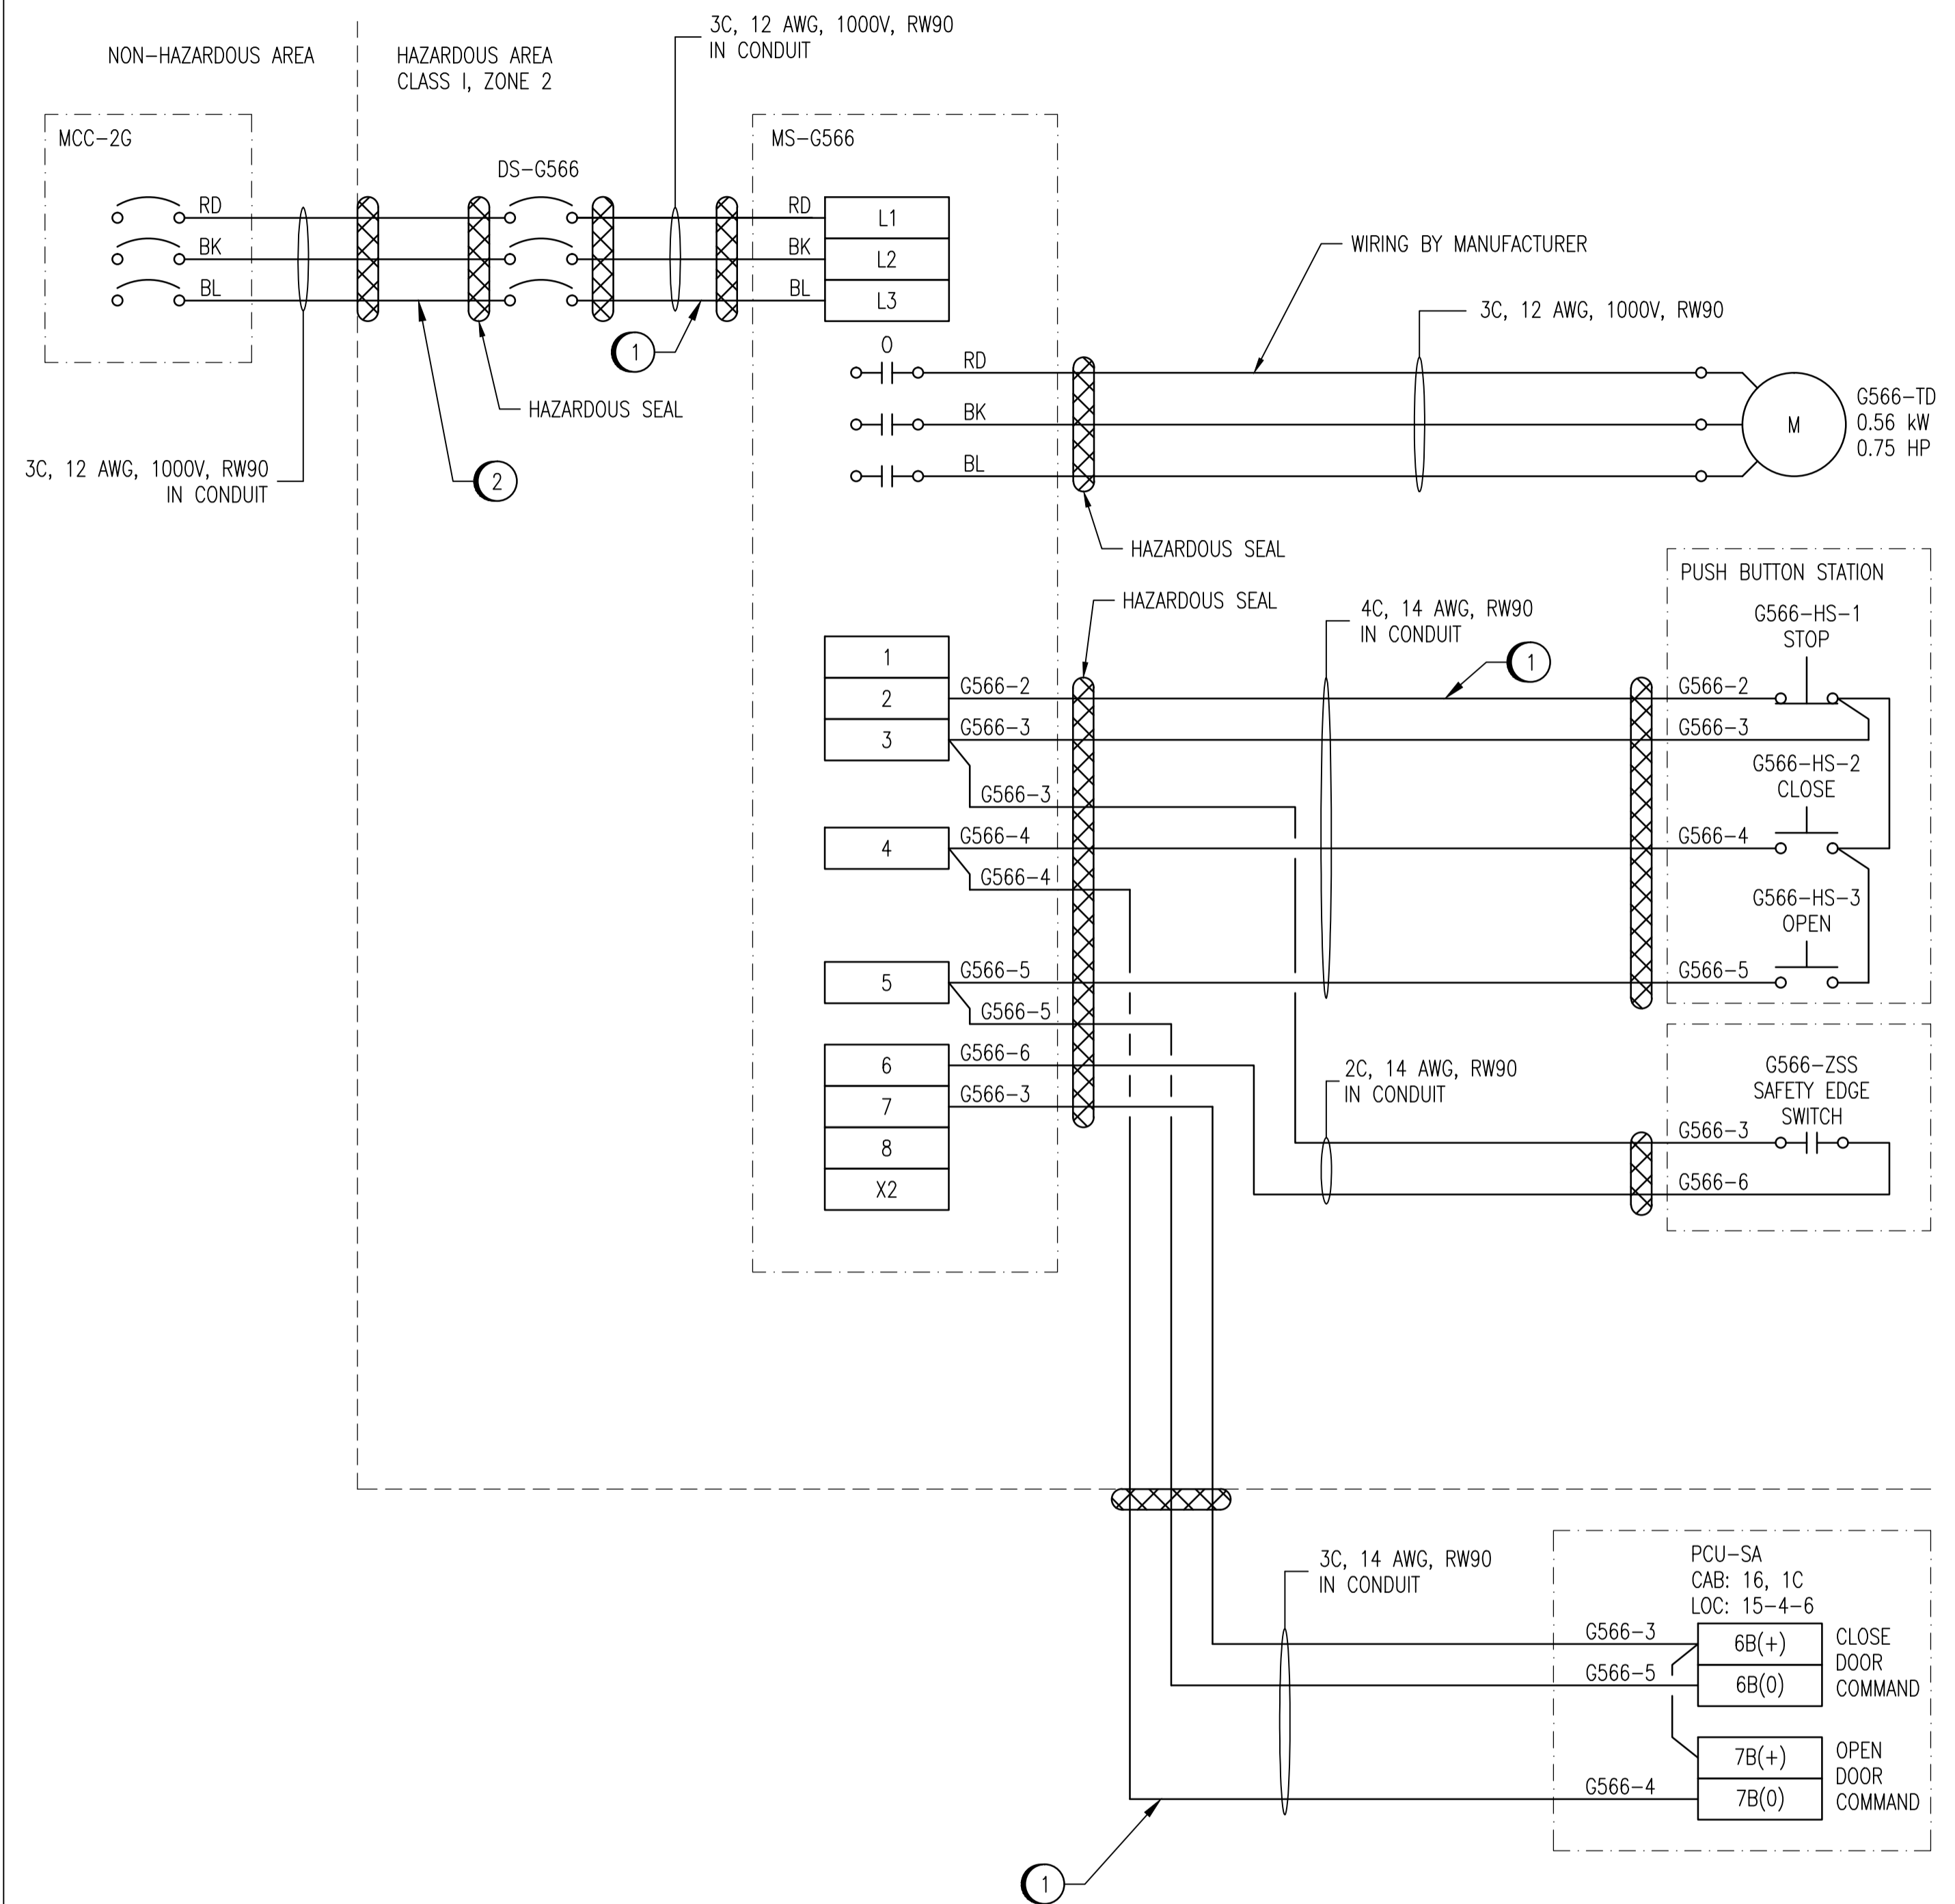 NON-HAZARDOUS AREA
HAZARDOUS AREA
CLASS I, ZONE 2
3C, 12 AWG, 1000V, RW90
IN CONDUIT
MCC-2G
RD
BK
BL
DS-G566
MS-G566
RD
BK
BL
L1
L2
L3
1
HAZARDOUS SEAL
2
3C, 12 AWG, 1000V, RW90
IN CONDUIT
O
RD
BK
BL
WIRING BY MANUFACTURER
3C, 12 AWG, 1000V, RW90
M
G566-TD
0.56 kW
0.75 HP
HAZARDOUS SEAL
HAZARDOUS SEAL
4C, 14 AWG, RW90
IN CONDUIT
1
PUSH BUTTON STATION
G566-HS-1
STOP
1
2
3
G566-2
G566-3
G566-3
G566-2
G566-3
G566-HS-2
CLOSE
4
G566-4
G566-4
G566-4
G566-HS-3
OPEN
5
G566-5
G566-5
G566-5
6
7
8
X2
G566-6
G566-3
2C, 14 AWG, RW90
IN CONDUIT
G566-ZSS
SAFETY EDGE
SWITCH
G566-3
G566-6
3C, 14 AWG, RW90
IN CONDUIT
PCU-SA
CAB: 16, 1C
LOC: 15-4-6
G566-3
G566-5
6B(+)
6B(0)
CLOSE
DOOR
COMMAND
G566-4
7B(+)
7B(0)
OPEN
DOOR
COMMAND
1